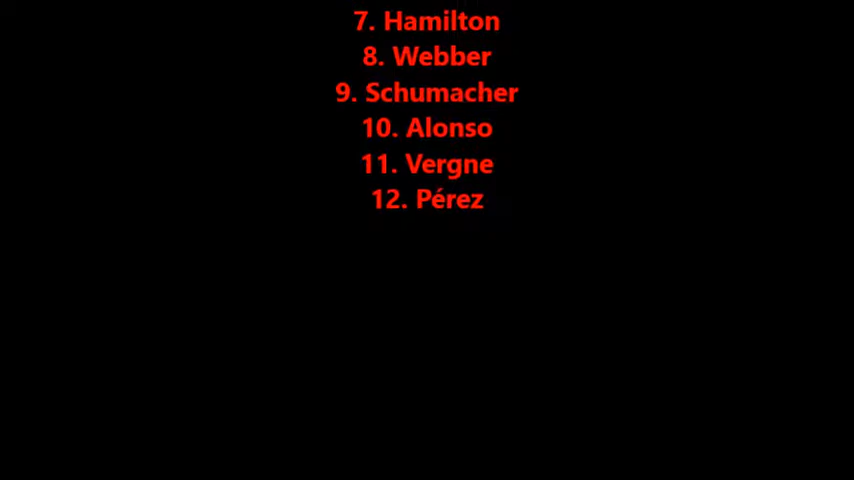 7. Hamilton
8. Webber
9. Schumacher
10. Alonso
11. Vergne
12. Pérez